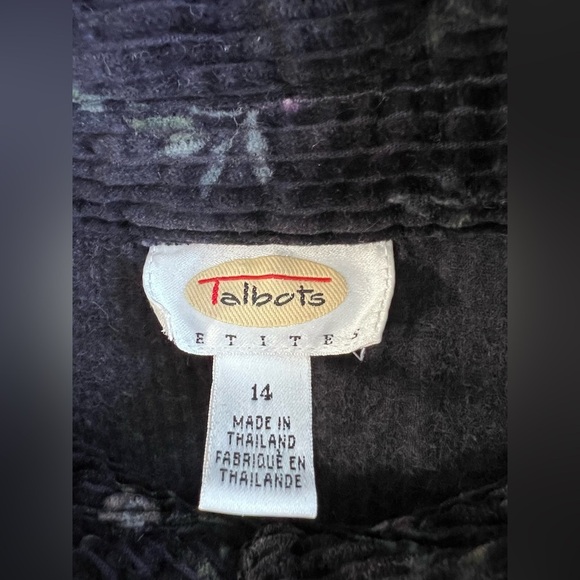 Talbots
ETITES
14
MADE IN
THAILAND
FABRIQUÉ EN
THAILANDE